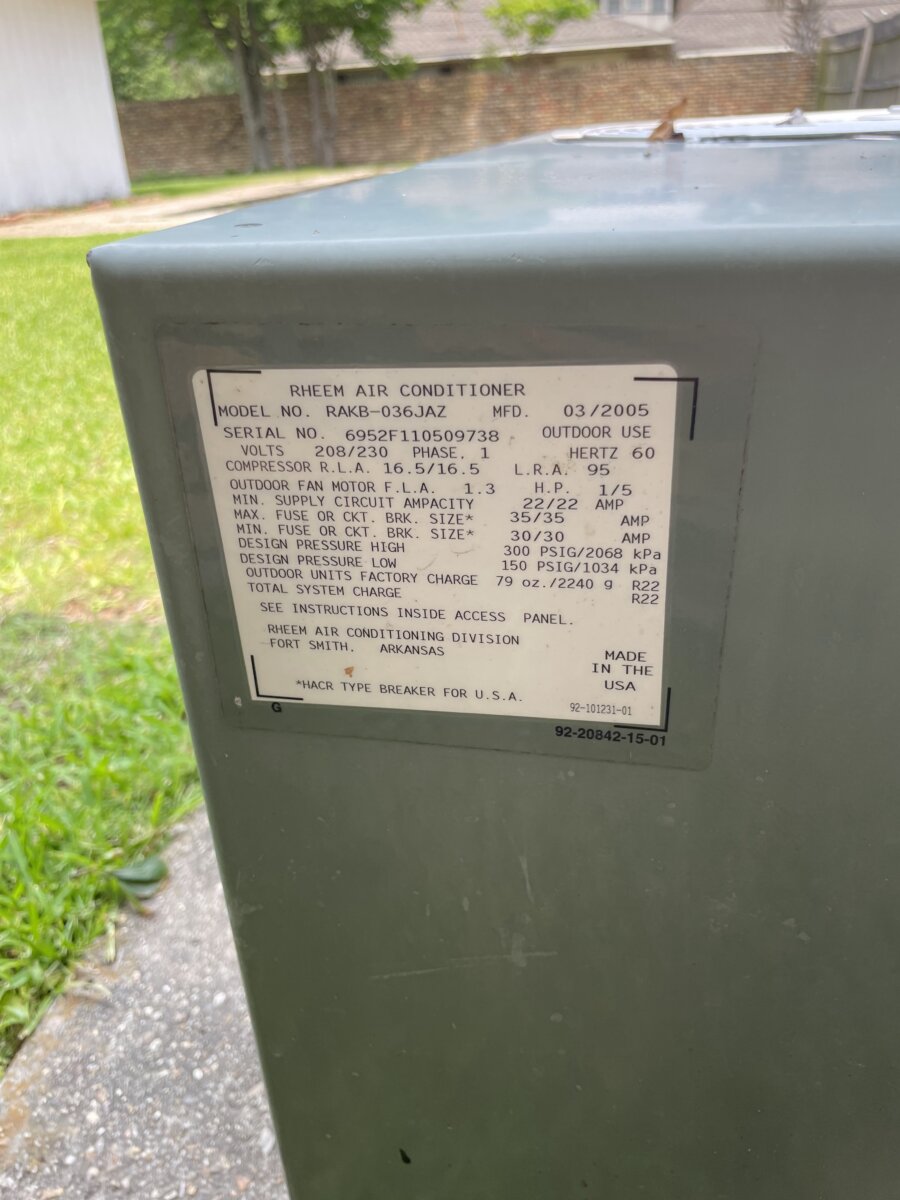 RHEEM AIR CONDITIONER
MODEL NO. RAKB-036JAZ MFD. 03/2005
SERIAL NO. 6952F110509738 OUTDOOR USE
VOLTS 208/230 PHASE. 1 HERTZ 60
COMPRESSOR R.L.A. 16.5/16.5 L.R.A. 95
OUTDOOR FAN MOTOR F.L.A. 1.3 H.P. 1/5
MIN. SUPPLY CIRCUIT AMPACITY 22/22 AMP
MAX. FUSE OR CKT. BRK. SIZE* 35/35 AMP
MIN. FUSE OR CKT. BRK. SIZE* 30/30 AMP
DESIGN PRESSURE HIGH 300 PSIG/2068 kPa
DESIGN PRESSURE LOW 150 PSIG/1034 kPa
OUTDOOR UNITS FACTORY CHARGE 79 oz./2240 g R22
TOTAL SYSTEM CHARGE R22
SEE INSTRUCTIONS INSIDE ACCESS PANEL.
RHEEM AIR CONDITIONING DIVISION
FORT SMITH. ARKANSAS
MADE
IN THE
USA
*HACR TYPE BREAKER FOR U.S.A.
92-101231-01
G
92-20842-15-01